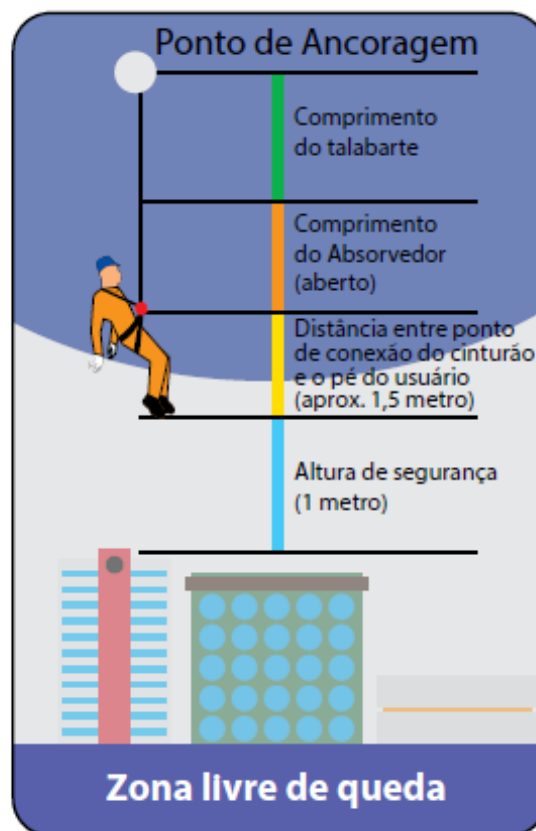 Ponto de Ancoragem
Comprimento
do talabarte
Comprimento
do Absorvedor
(aberto)
Distância entre ponto
de conexão do cinturão
e o pé do usuário
(aprox. 1,5 metro)
Altura de segurança
(1 metro)
Zona livre de queda